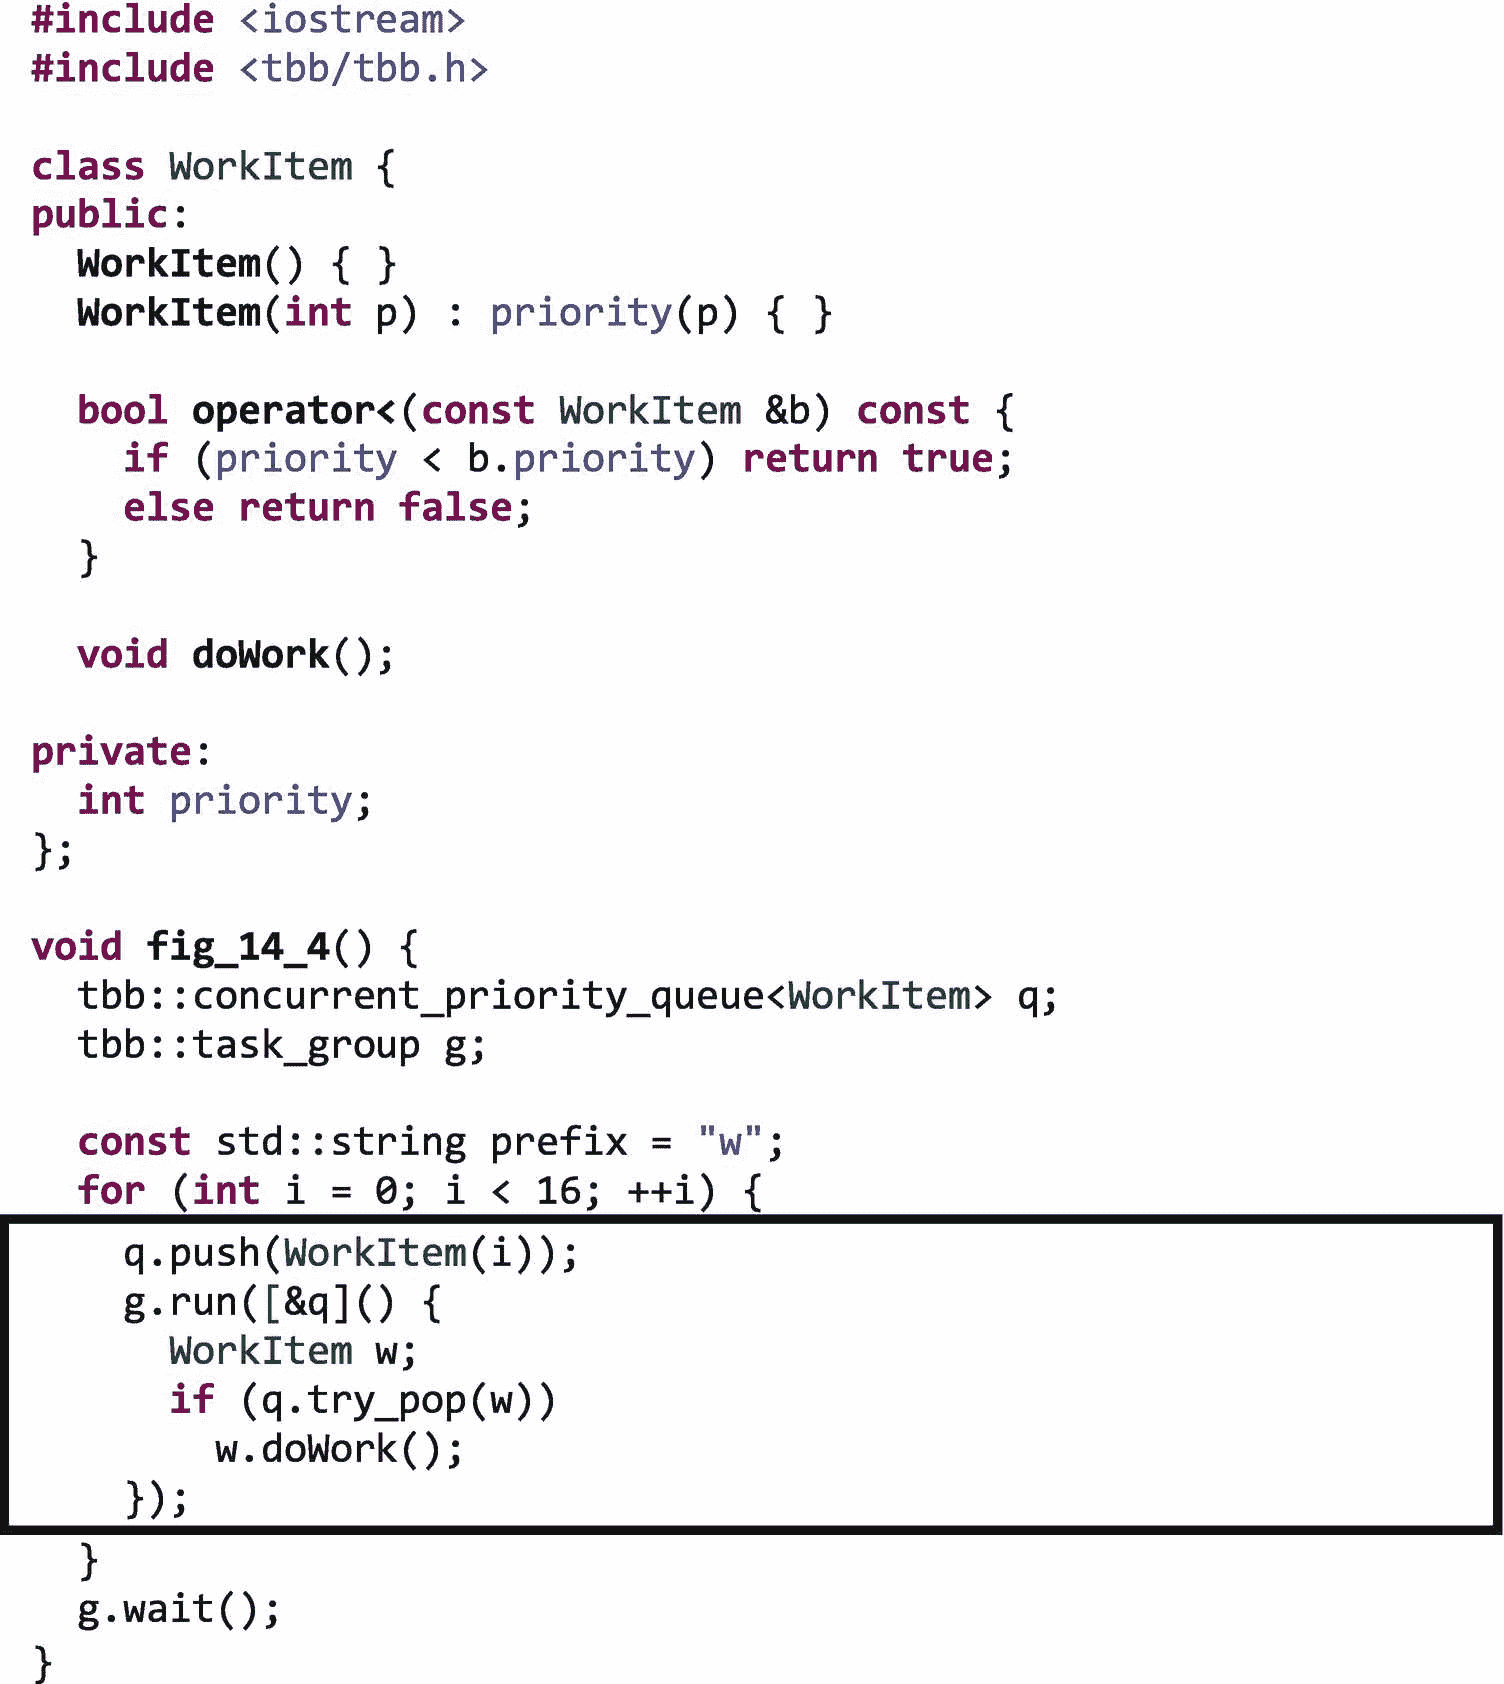 #include <iostream>
#include <tbb/tbb.h>

class WorkItem {
public:
  WorkItem() { }
  WorkItem(int p) : priority(p) { }

  bool operator<(const WorkItem &b) const {
    if (priority < b.priority) return true;
    else return false;
  }

  void doWork();

private:
  int priority;
};

void fig_14_4() {
  tbb::concurrent_priority_queue<WorkItem> q;
  tbb::task_group g;

  const std::string prefix = "w";
  for (int i = 0; i < 16; ++i) {
    q.push(WorkItem(i));
    g.run([&q]() {
      WorkItem w;
      if (q.try_pop(w))
        w.doWork();
    });
  }
  g.wait();
}